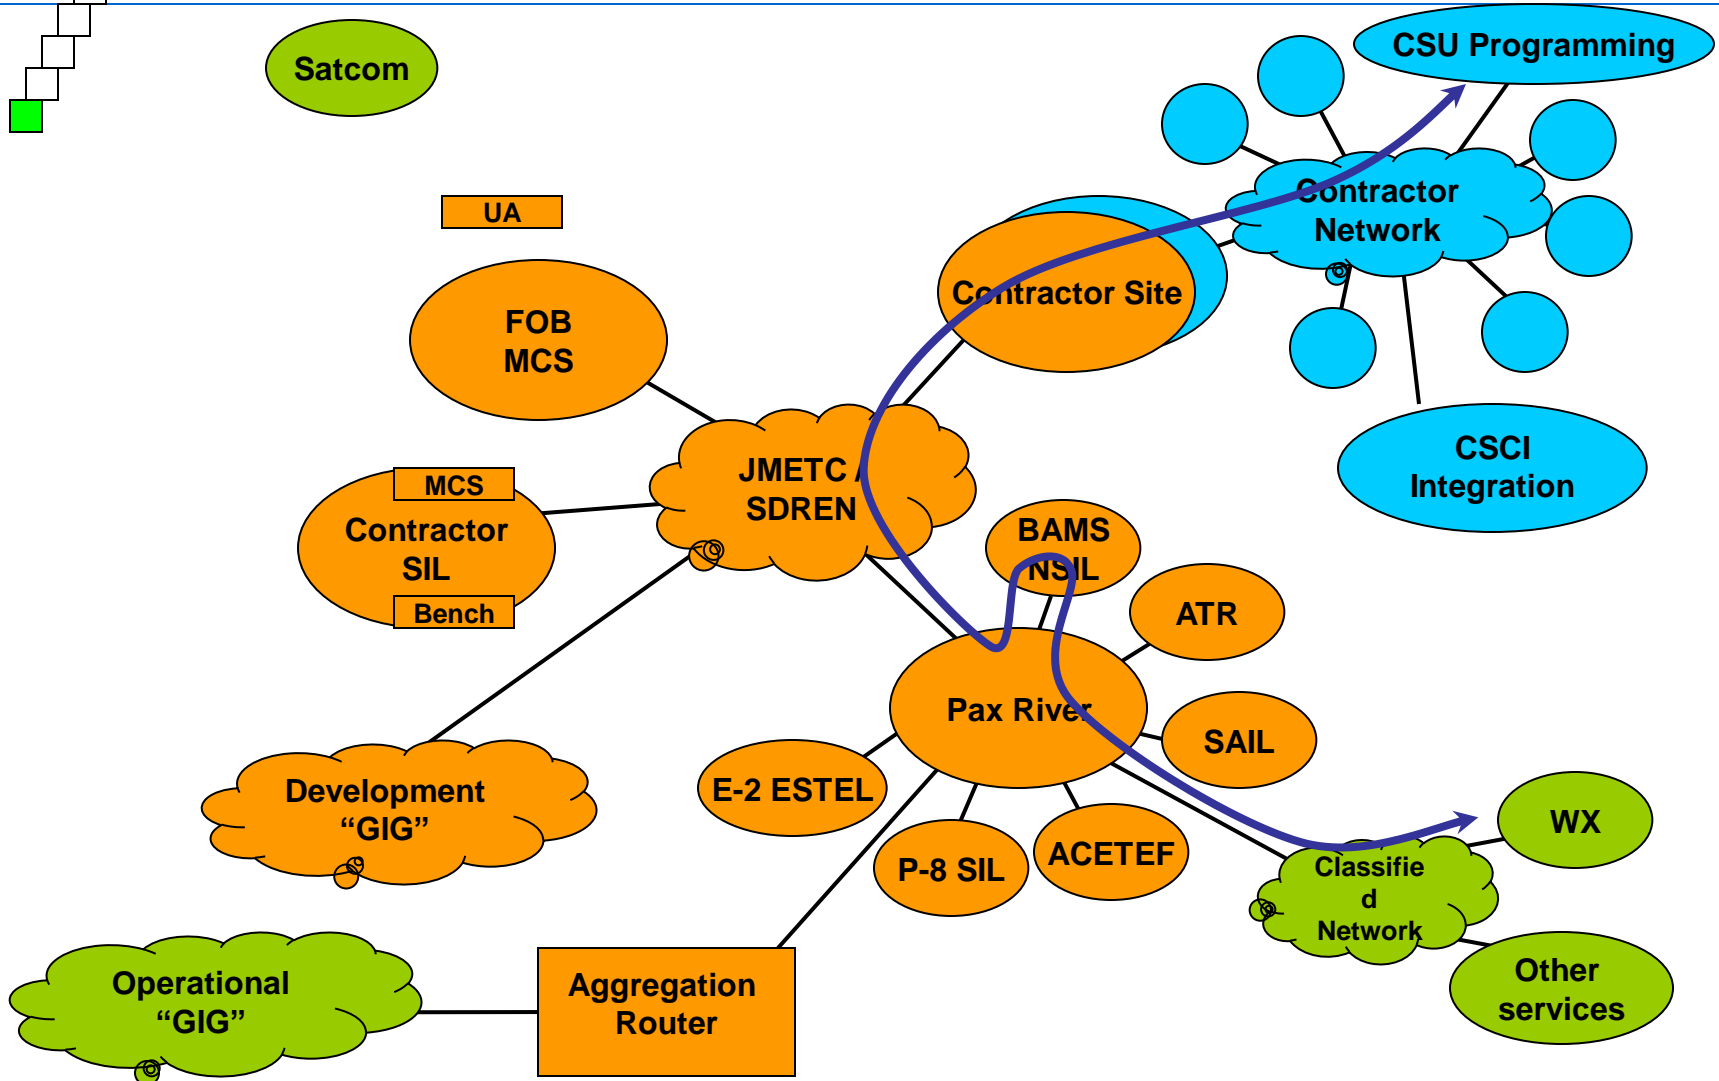 Satcom
CSU Programming
UA
Contractor
Network
Contractor Site
FOB
MCS
CSCI
Integration
JMETC /
SDREN
MCS
Contractor
SIL
Bench
BAMS
NSIL
ATR
Pax River
SAIL
E-2 ESTEL
Development
“GIG”
P-8 SIL
ACETEF
WX
Classifie
d
Network
Other
services
Operational
“GIG”
Aggregation
Router